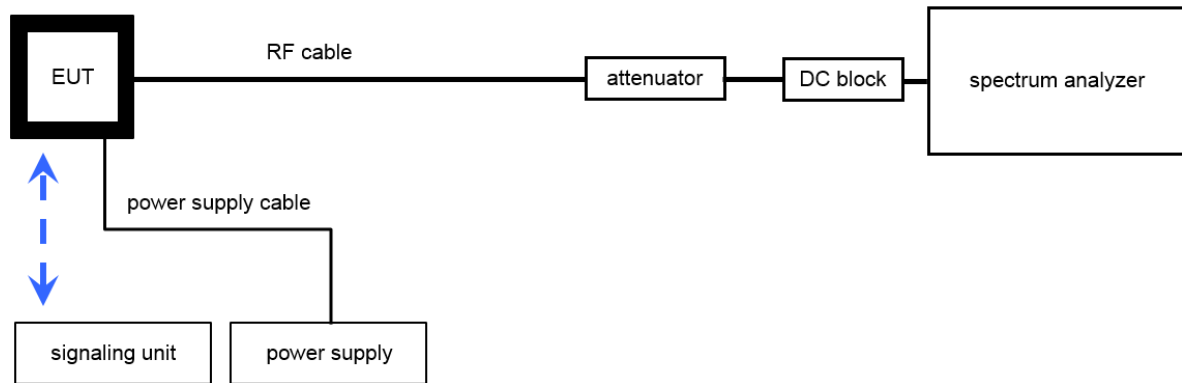 RF cable
EUT
attenuator
DC block
spectrum analyzer
power supply cable
signaling unit
power supply